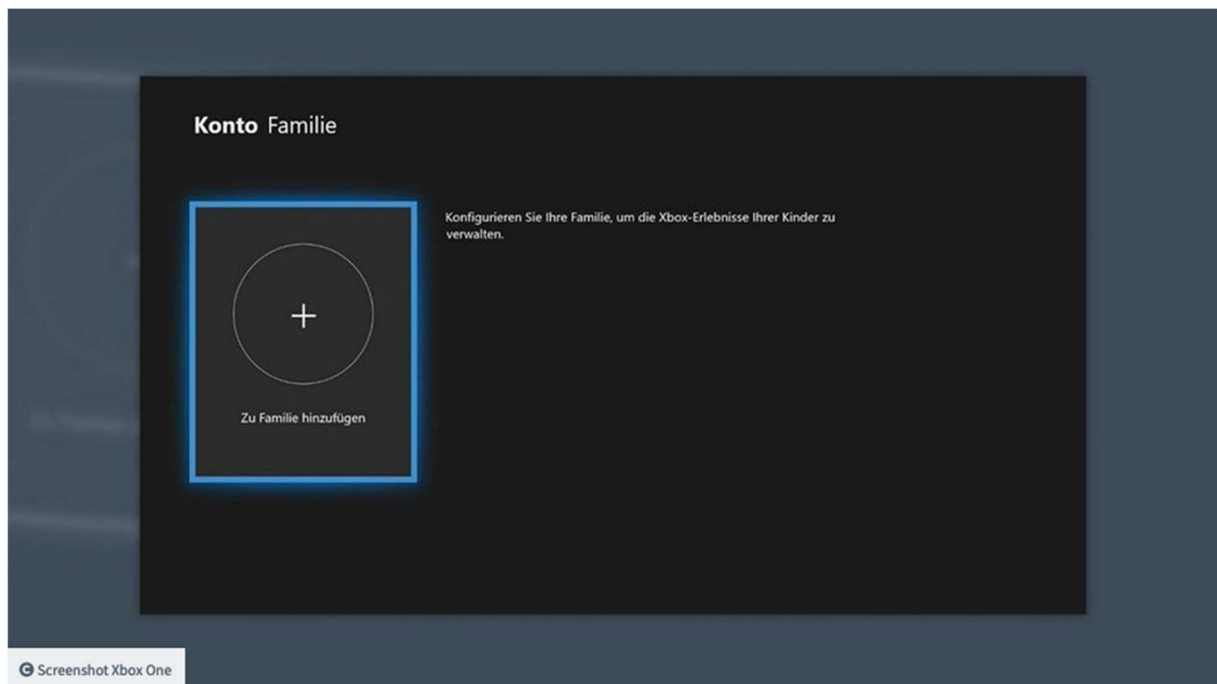 Konto Familie
Konfigurieren Sie Ihre Familie, um die Xbox-Erlebnisse Ihrer Kinder zu
verwalten.
Zu Familie hinzufügen
Screenshot Xbox One